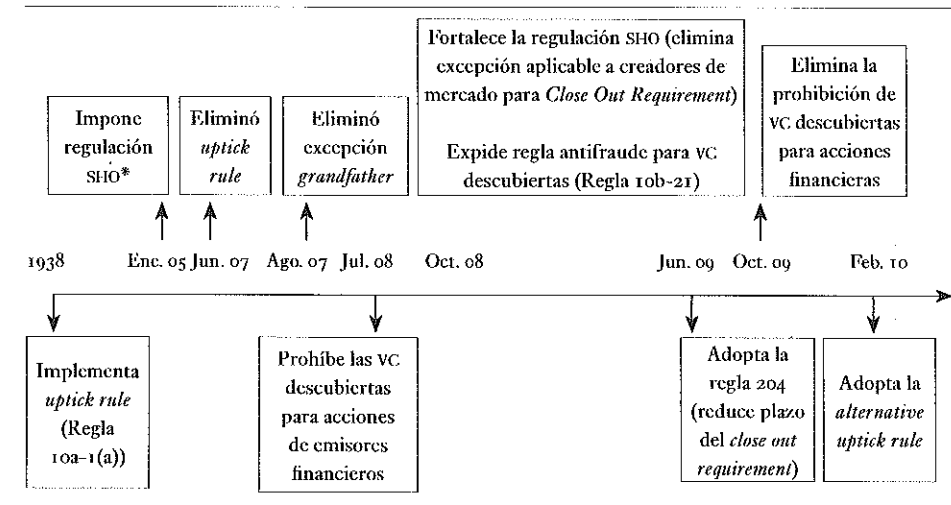 Impone
regulación
SHO*
Eliminó
uptick
rule
Eliminó
excepción
grandfather
Fortalece la regulación SHO (elimina
excepción aplicable a creadores de
mercado para Close Out Requirement)
Expide regla antifraude para VC
descubiertas (Regla 10b-21)
Elimina la
prohibición de
VC descubiertas
para acciones
financieras
1938 Enc. 05 Jun. 07 Ago. 07 Jul. 08 Oct. 08 Jun. 09 Oct. 09 Feb. 10
Implementa
uptick rule
(Regla
10a-1(a))
Prohíbe las VC
descubiertas
para acciones
de emisores
financieros
Adopta la
regla 204
(reduce plazo
del close out
requirement)
Adopta la
alternative
uptick rule